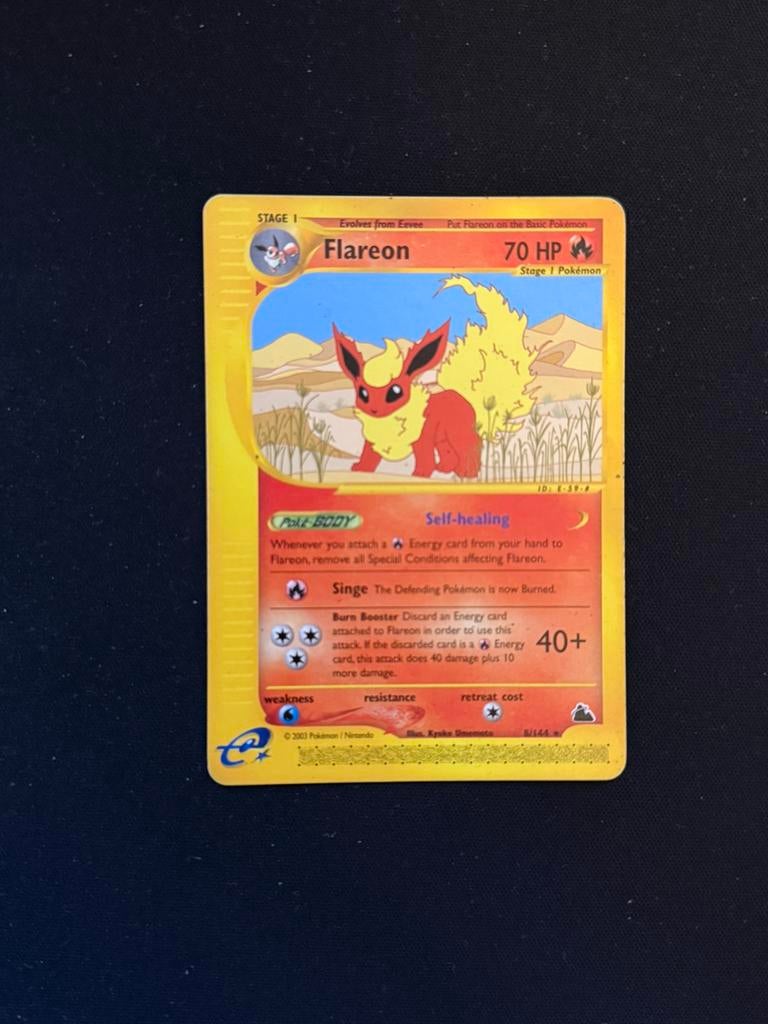 STAGE 1
Evolves from Eevee Put Flareon on the Basic Pokémon
Flareon 70 HP
Stage 1 Pokémon
ID: E-59-#
Poké-BODY Self-healing
Whenever you attach a Energy card from your hand to
Flareon, remove all Special Conditions affecting Flareon.
Singe The Defending Pokémon is now Burned.
Burn Booster Discard an Energy card
attached to Flareon in order to use this
attack. If the discarded card is a Energy
card, this attack does 40 damage plus 10
more damage.
40+
weakness resistance retreat cost
© 2003 Pokémon / Nintendo Illus. Kyoko Umemoto 8/144
e